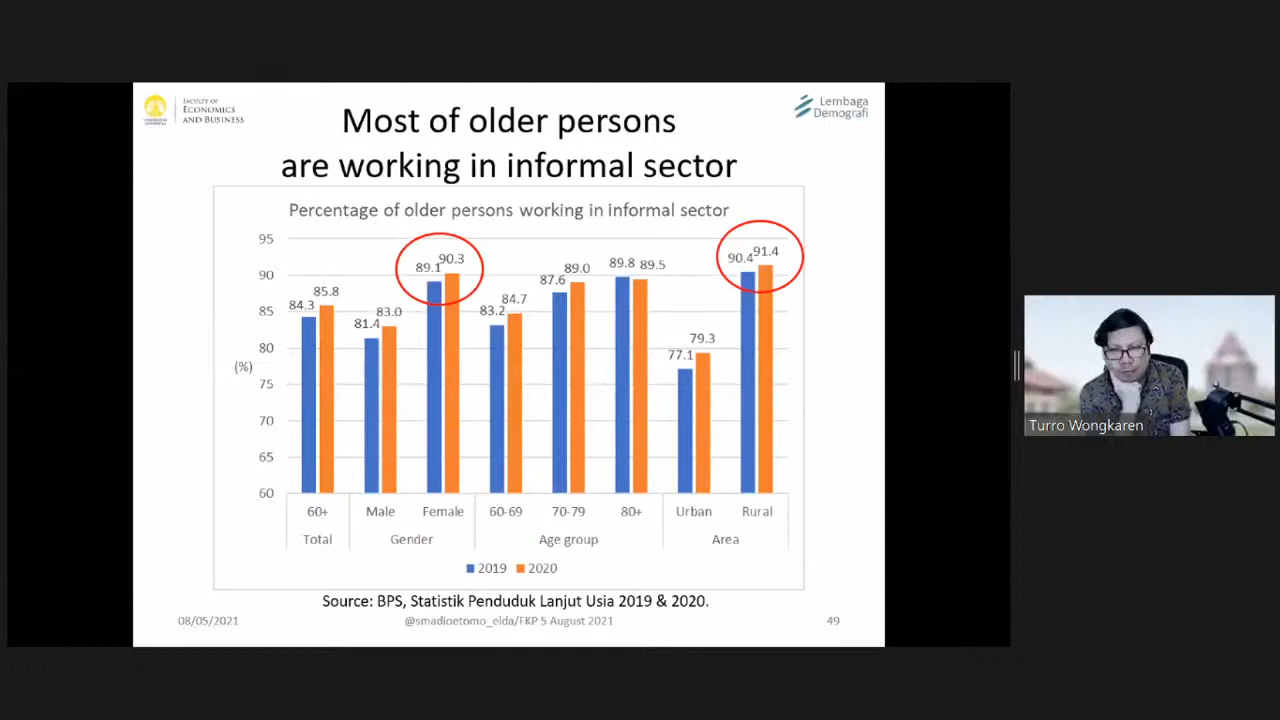 FACULTY OF
ECONOMICS
AND BUSINESS
Lembaga
Demografi
Most of older persons
are working in informal sector
Percentage of older persons working in informal sector
95
90
85
80
75
70
65
60
(%)
84.3 85.8
81.4 83.0
89.1 90.3
83.2 84.7
87.6 89.0
89.8 89.5
77.1 79.3
90.4 91.4
60+ Male Female 60-69 70-79 80+ Urban Rural
Total Gender Age group Area
2019 2020
Source: BPS, Statistik Penduduk Lanjut Usia 2019 & 2020.
08/05/2021 @smadioetomo_elda/FKP 5 August 2021 49
Turro Wongkaren